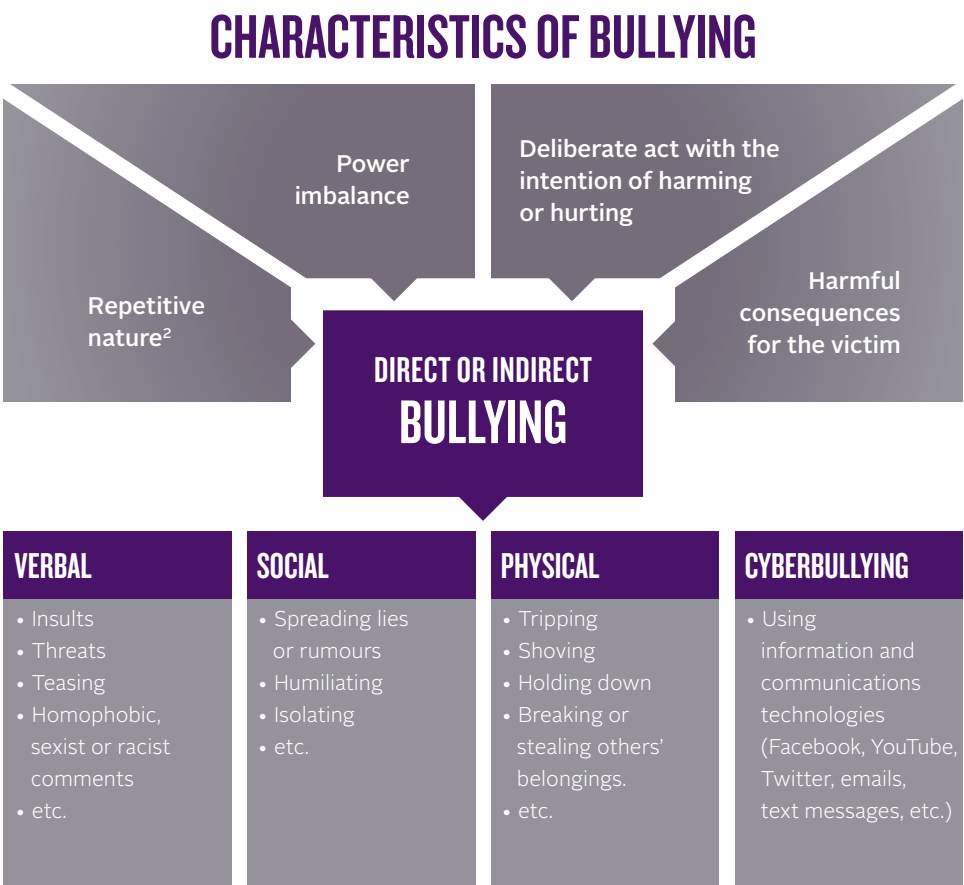 CHARACTERISTICS OF BULLYING
Power
imbalance
Deliberate act with the
intention of harming
or hurting
Repetitive
nature²
Harmful
consequences
for the victim
DIRECT OR INDIRECT
BULLYING
VERBAL
• Insults
• Threats
• Teasing
• Homophobic,
sexist or racist
comments
• etc.
SOCIAL
• Spreading lies
or rumours
• Humiliating
• Isolating
• etc.
PHYSICAL
• Tripping
• Shoving
• Holding down
• Breaking or
stealing others’
belongings.
• etc.
CYBERBULLYING
• Using
information and
communications
technologies
(Facebook, YouTube,
Twitter, emails,
text messages, etc.)